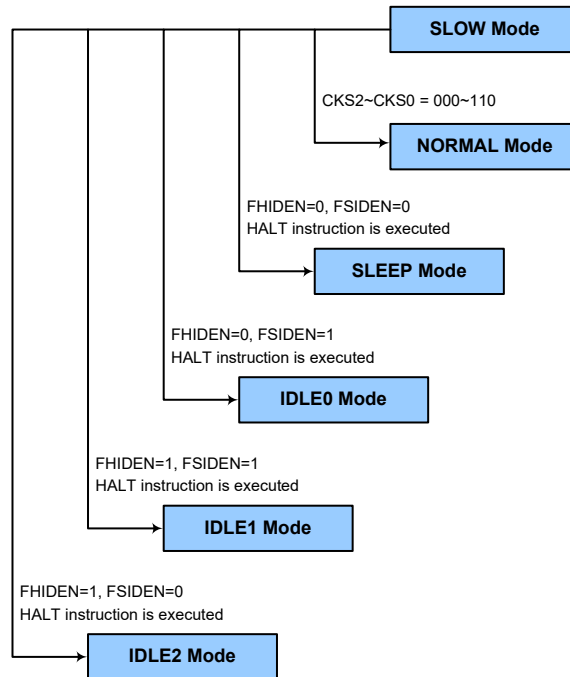 SLOW Mode
CKS2~CKS0 = 000~110
NORMAL Mode
FHIDEN=0, FSIDEN=0
HALT instruction is executed
SLEEP Mode
FHIDEN=0, FSIDEN=1
HALT instruction is executed
IDLE0 Mode
FHIDEN=1, FSIDEN=1
HALT instruction is executed
IDLE1 Mode
FHIDEN=1, FSIDEN=0
HALT instruction is executed
IDLE2 Mode